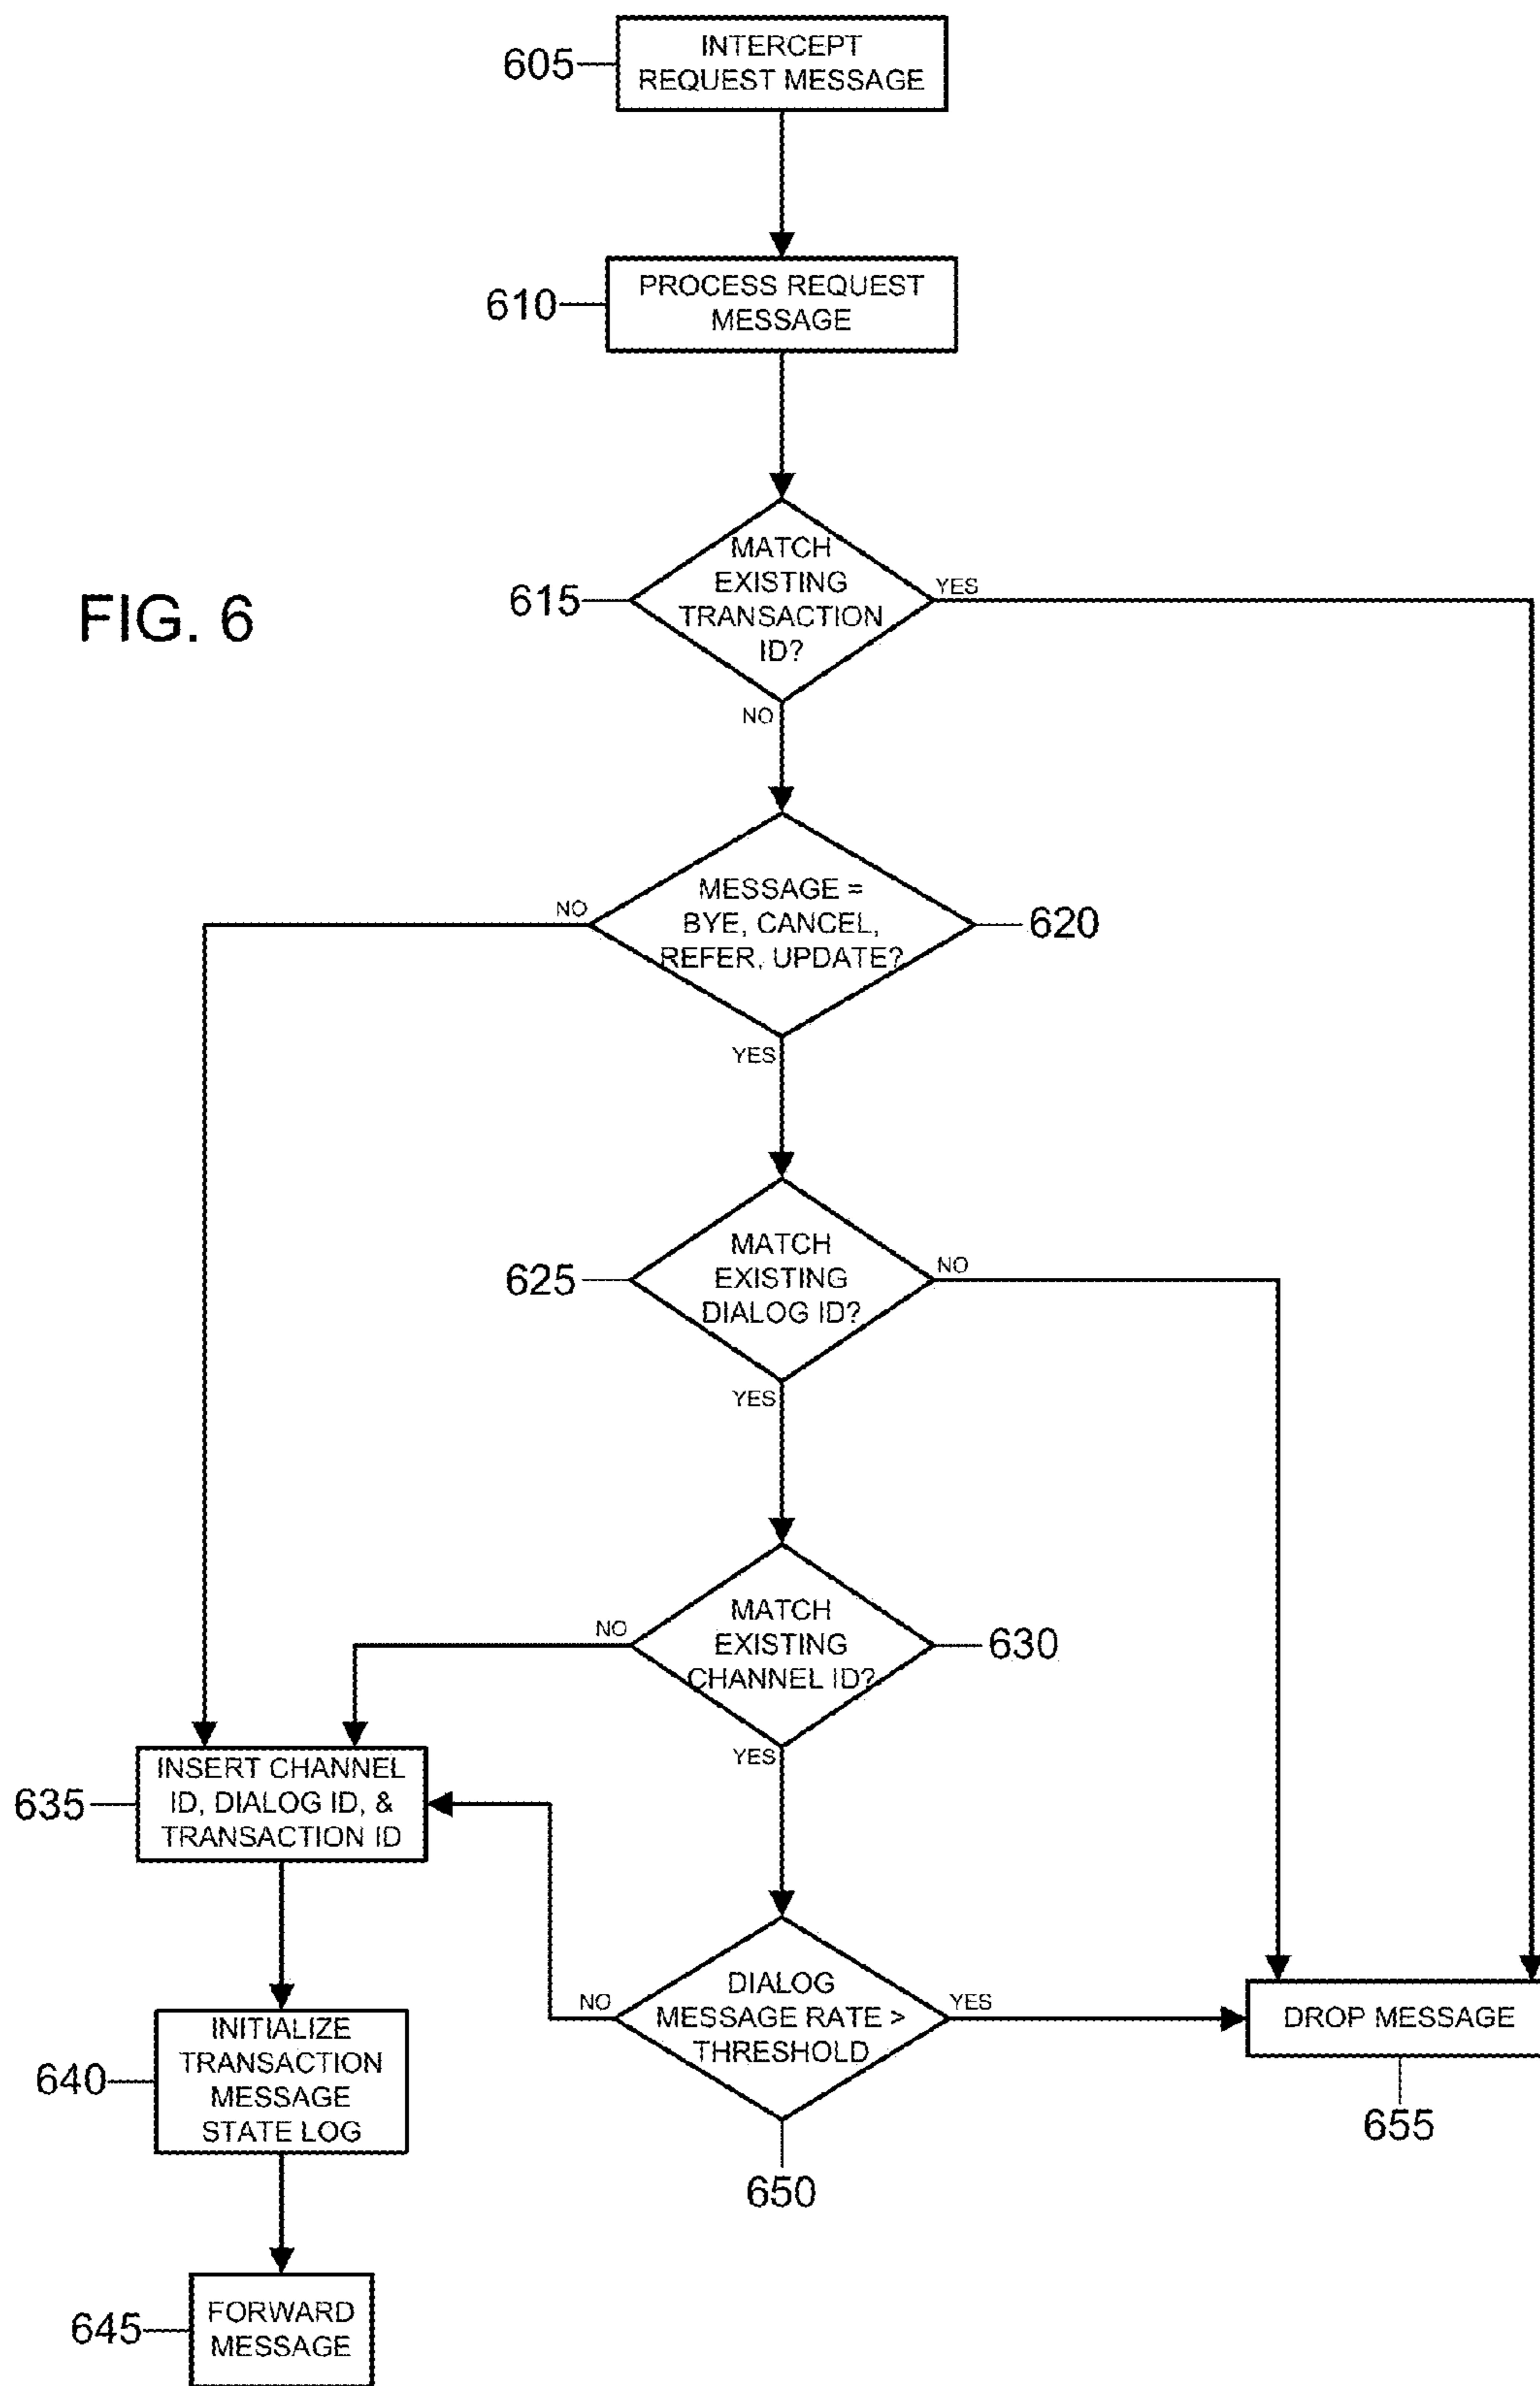 605
INTERCEPT
REQUEST MESSAGE
610
PROCESS REQUEST
MESSAGE
FIG. 6
615
MATCH
EXISTING
TRANSACTION
ID?
YES
NO
MESSAGE =
BYE, CANCEL,
REFER, UPDATE?
NO
620
YES
625
MATCH
EXISTING
DIALOG ID?
NO
YES
MATCH
EXISTING
CHANNEL ID?
NO
630
YES
635
INSERT CHANNEL
ID, DIALOG ID, &
TRANSACTION ID
DIALOG
MESSAGE RATE >
THRESHOLD
NO
YES
650
DROP MESSAGE
655
640
INITIALIZE
TRANSACTION
MESSAGE
STATE LOG
645
FORWARD
MESSAGE